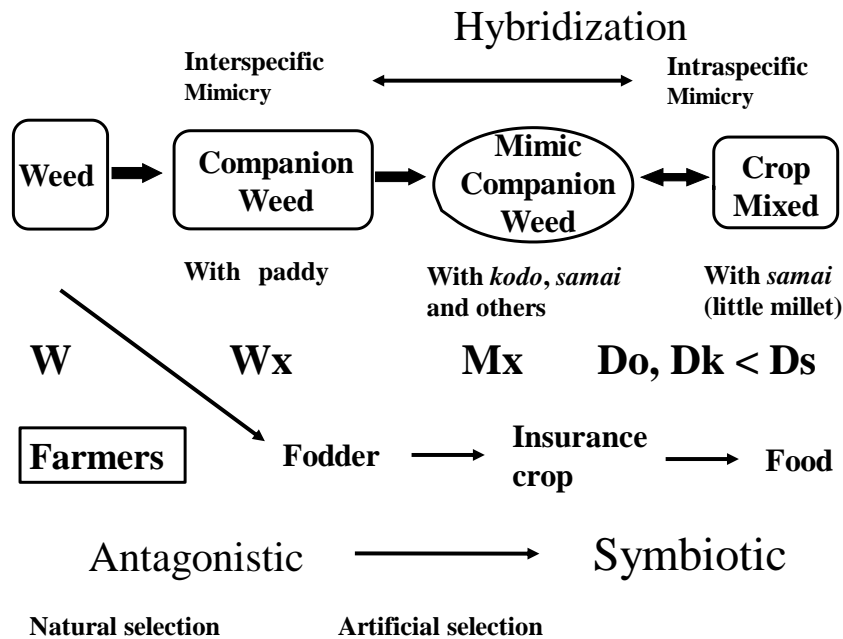 Hybridization
Interspecific
Mimicry
Intraspecific
Mimicry
Weed
Companion
Weed
Mimic
Companion
Weed
Crop
Mixed
With paddy
With kodo, samai
and others
With samai
(little millet)
W
Wx
Mx
Do, Dk < Ds
Farmers
Fodder
Insurance
crop
Food
Antagonistic
Symbiotic
Natural selection
Artificial selection